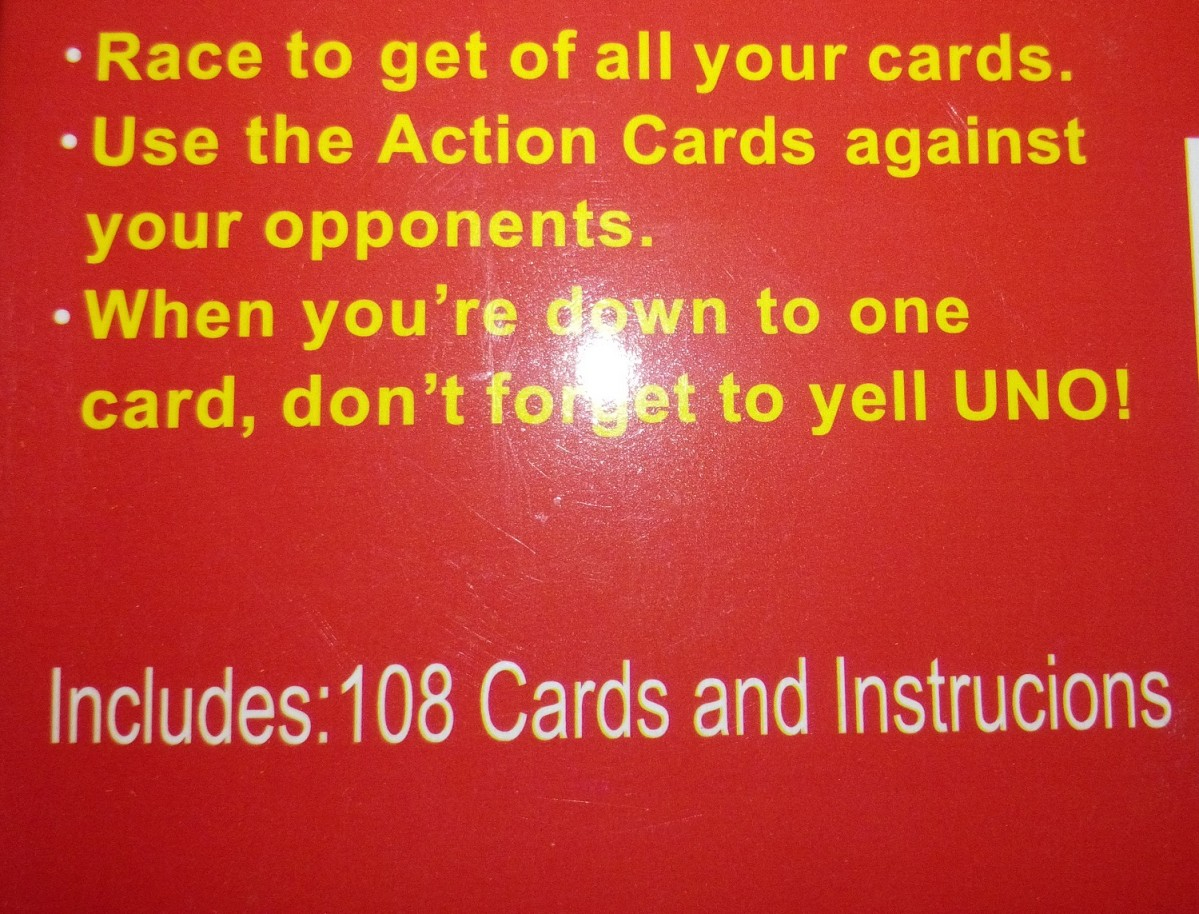 • Race to get of all your cards.
• Use the Action Cards against
your opponents.
• When you’re down to one
card, don’t forget to yell UNO!
Includes:108 Cards and Instrucions